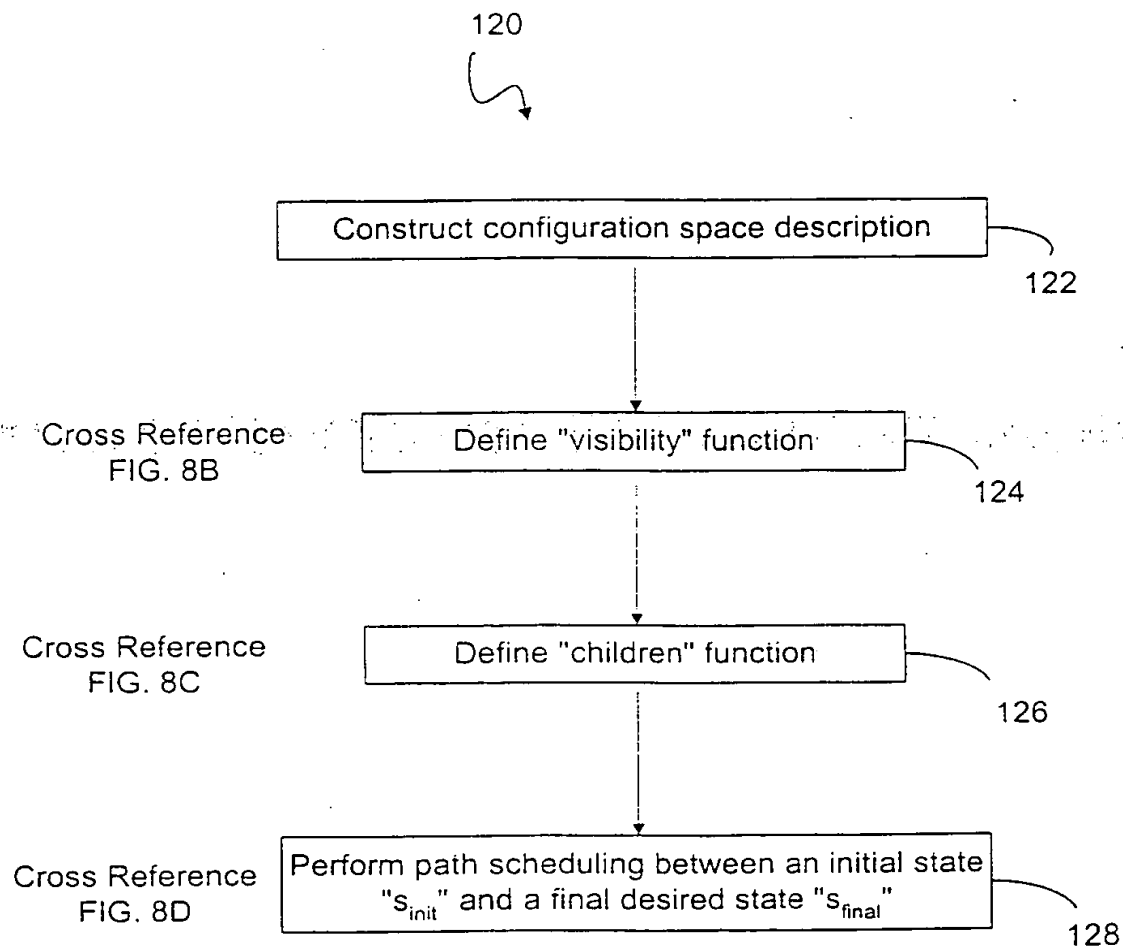 120
Construct configuration space description
122
Cross Reference
FIG. 8B
Define "visibility" function
124
Cross Reference
FIG. 8C
Define "children" function
126
Cross Reference
FIG. 8D
Perform path scheduling between an initial state
"s_init" and a final desired state "s_final"
128